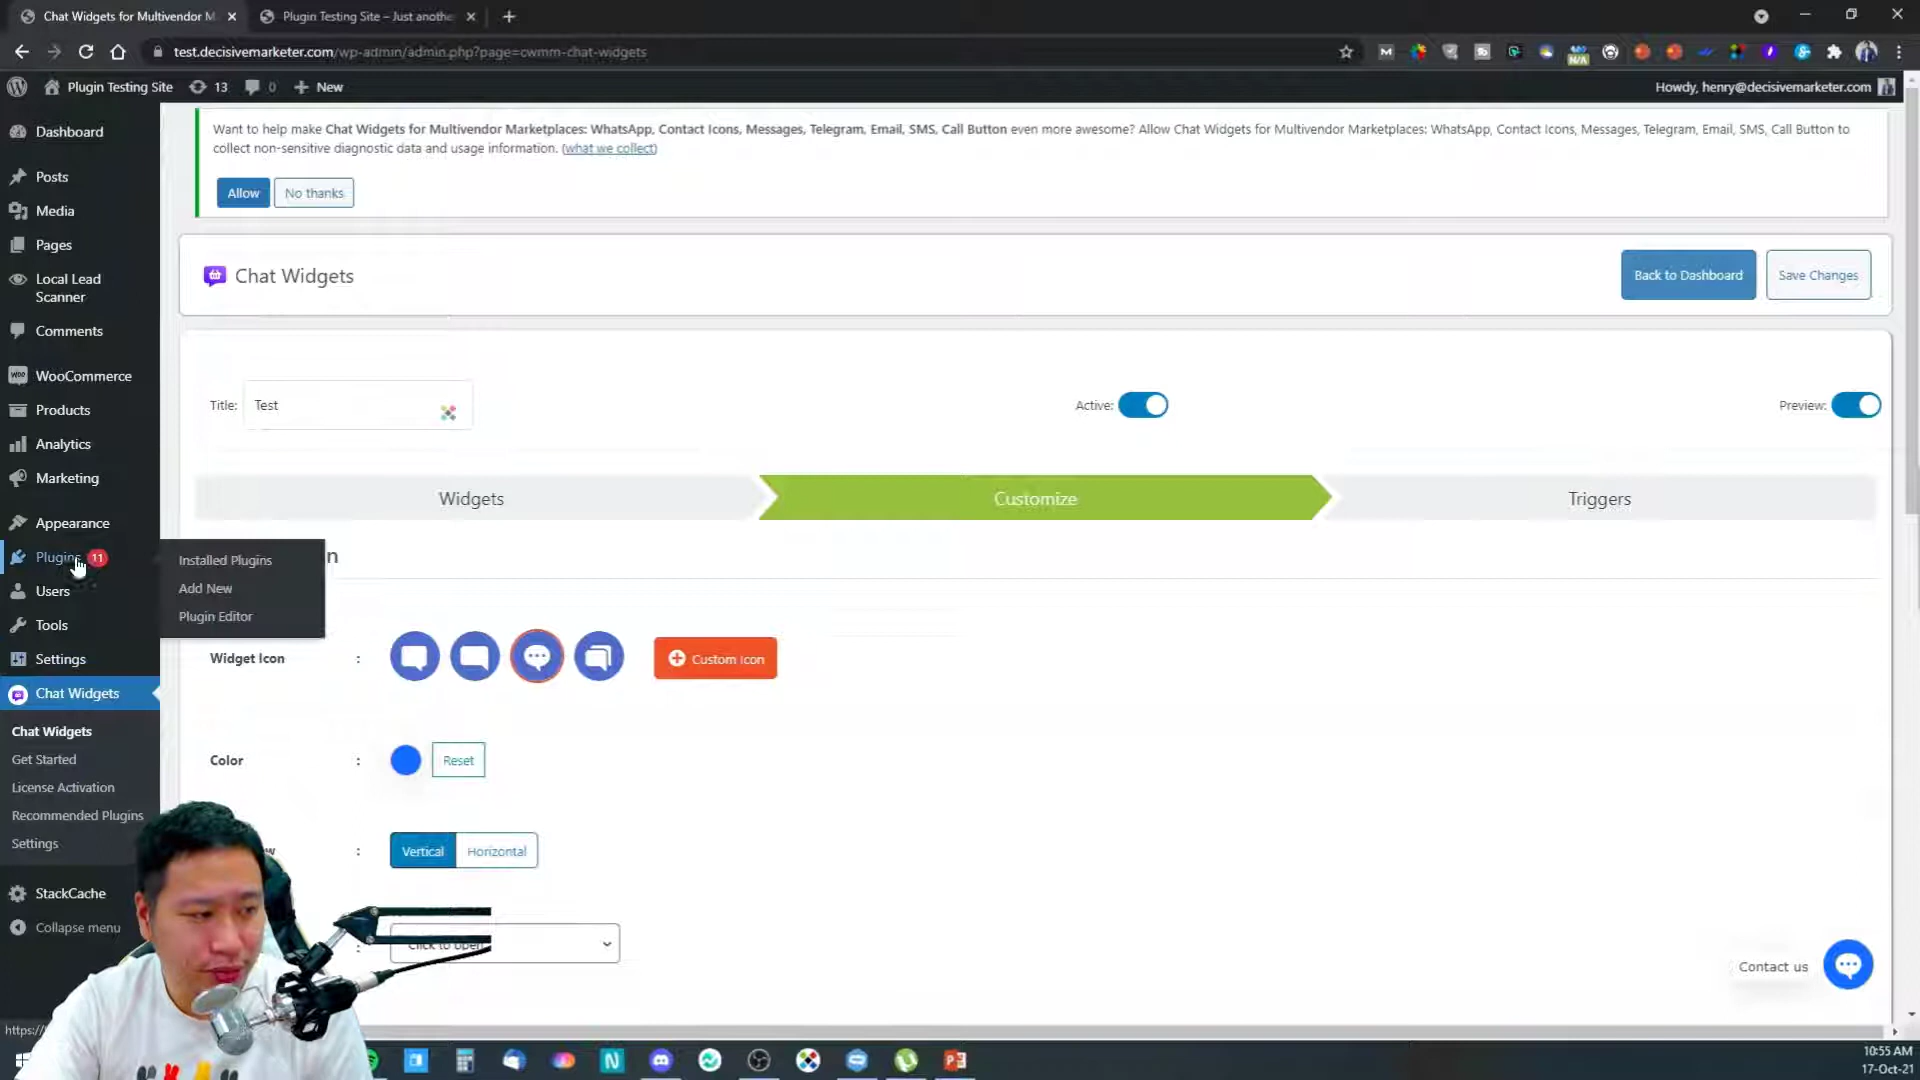 Chat Widgets for Multivendor M
Plugin Testing Site – Just anothe
test.decisivemarketer.com/wp-admin/admin.php?page=cwmm-chat-widgets
N/A
Plugin Testing Site
13
0
New
Howdy, henry@decisivemarketer.com
Dashboard
Posts
Media
Pages
Local Lead
Scanner
Comments
WooCommerce
Products
Analytics
Marketing
Appearance
Plugins 11
Installed Plugins
Add New
Plugin Editor
Users
Tools
Settings
Chat Widgets
Chat Widgets
Get Started
License Activation
Recommended Plugins
Settings
StackCache
Collapse menu
https://
Want to help make Chat Widgets for Multivendor Marketplaces: WhatsApp, Contact Icons, Messages, Telegram, Email, SMS, Call Button even more awesome? Allow Chat Widgets for Multivendor Marketplaces: WhatsApp, Contact Icons, Messages, Telegram, Email, SMS, Call Button to
collect non-sensitive diagnostic data and usage information. (what we collect)
Allow
No thanks
Chat Widgets
Back to Dashboard
Save Changes
Title:
Test
Active:
Preview:
Widgets
Customize
Triggers
n
Widget Icon :
Custom Icon
Color :
Reset
w :
Vertical
Horizontal
:
Click to open
Contact us
10:55 AM
17-Oct-21